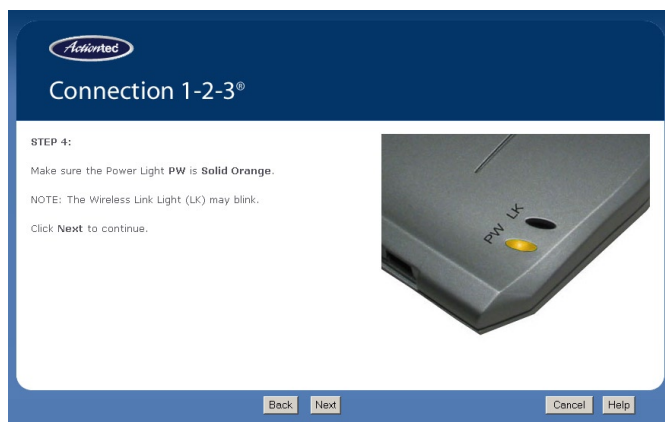 Actiontec
Connection 1-2-3®
STEP 4:
Make sure the Power Light PW is Solid Orange.
NOTE: The Wireless Link Light (LK) may blink.
Click Next to continue.
PW LK
Back Next Cancel Help